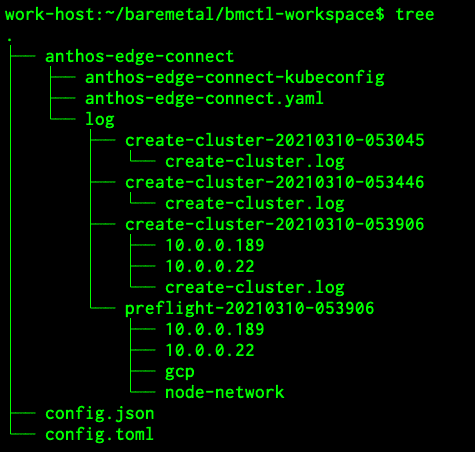 work-host:~/baremetal/bmctl-workspace$ tree
.
├── anthos-edge-connect
│   ├── anthos-edge-connect-kubeconfig
│   ├── anthos-edge-connect.yaml
│   └── log
│       ├── create-cluster-20210310-053045
│       │   └── create-cluster.log
│       ├── create-cluster-20210310-053446
│       │   └── create-cluster.log
│       ├── create-cluster-20210310-053906
│       │   ├── 10.0.0.189
│       │   ├── 10.0.0.22
│       │   └── create-cluster.log
│       └── preflight-20210310-053906
│           ├── 10.0.0.189
│           ├── 10.0.0.22
│           ├── gcp
│           └── node-network
├── config.json
└── config.toml